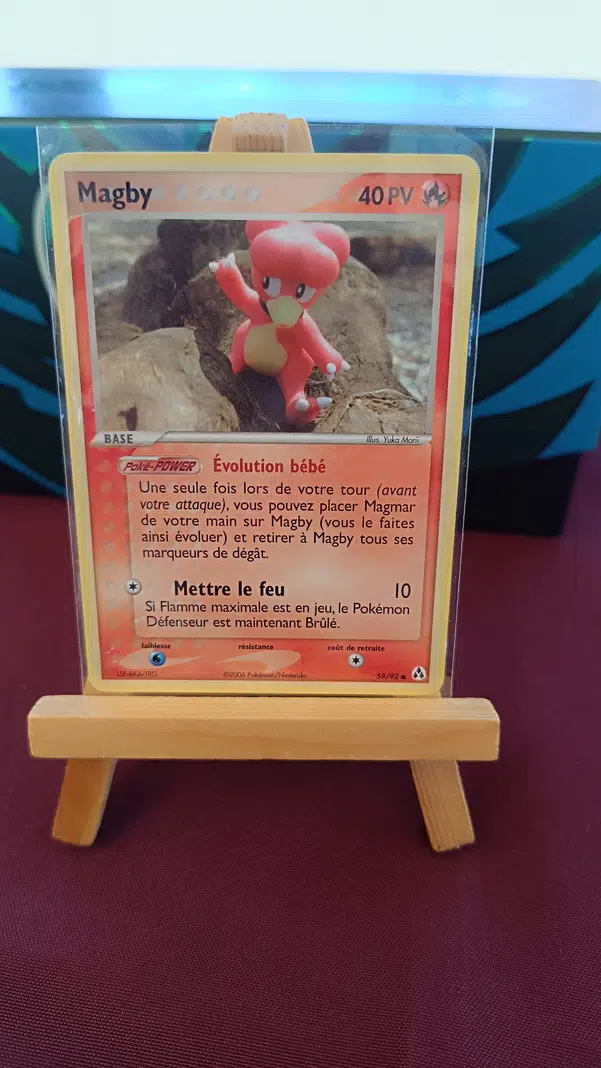 Magby
40 PV
BASE
Illus. Yuka Morii
Poké-POWER Évolution bébé
Une seule fois lors de votre tour (avant
votre attaque), vous pouvez placer Magmar
de votre main sur Magby (vous le faites
ainsi évoluer) et retirer à Magby tous ses
marqueurs de dégât.
Mettre le feu 10
Si Flamme maximale est en jeu, le Pokémon
Défenseur est maintenant Brûlé.
faiblesse résistance coût de retraite
©2006 Pokémon/Nintendo 58/92